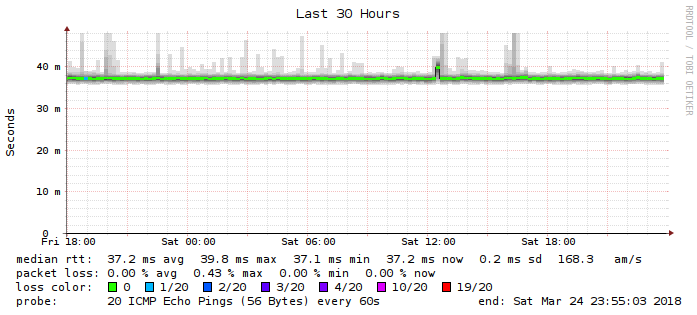 Last 30 Hours
RRDTOOL / TOBI OETIKER
Seconds
40 m
30 m
20 m
10 m
0
Fri 18:00 Sat 00:00 Sat 06:00 Sat 12:00 Sat 18:00
median rtt: 37.2 ms avg 39.8 ms max 37.1 ms min 37.2 ms now 0.2 ms sd 168.3 am/s
packet loss: 0.00 % avg 0.43 % max 0.00 % min 0.00 % now
loss color: 0 1/20 2/20 3/20 4/20 10/20 19/20
probe: 20 ICMP Echo Pings (56 Bytes) every 60s end: Sat Mar 24 23:55:03 2018